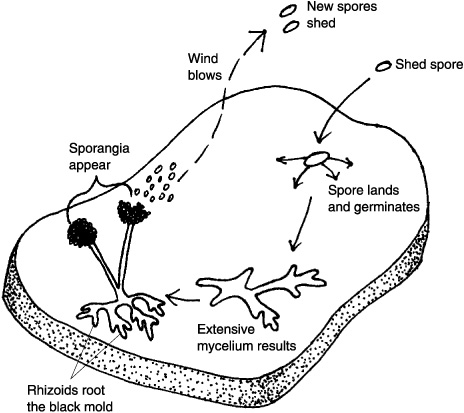 New spores
shed
Wind
blows
Shed spore
Sporangia
appear
Spore lands
and germinates
Extensive
mycelium results
Rhizoids root
the black mold